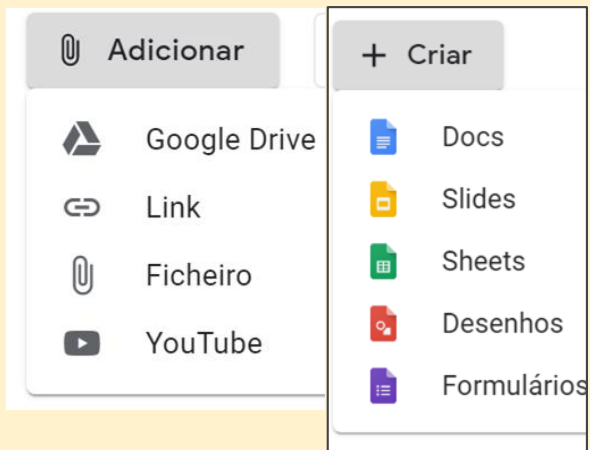 Adicionar
Google Drive
Link
Ficheiro
YouTube
+ Criar
Docs
Slides
Sheets
Desenhos
Formulários